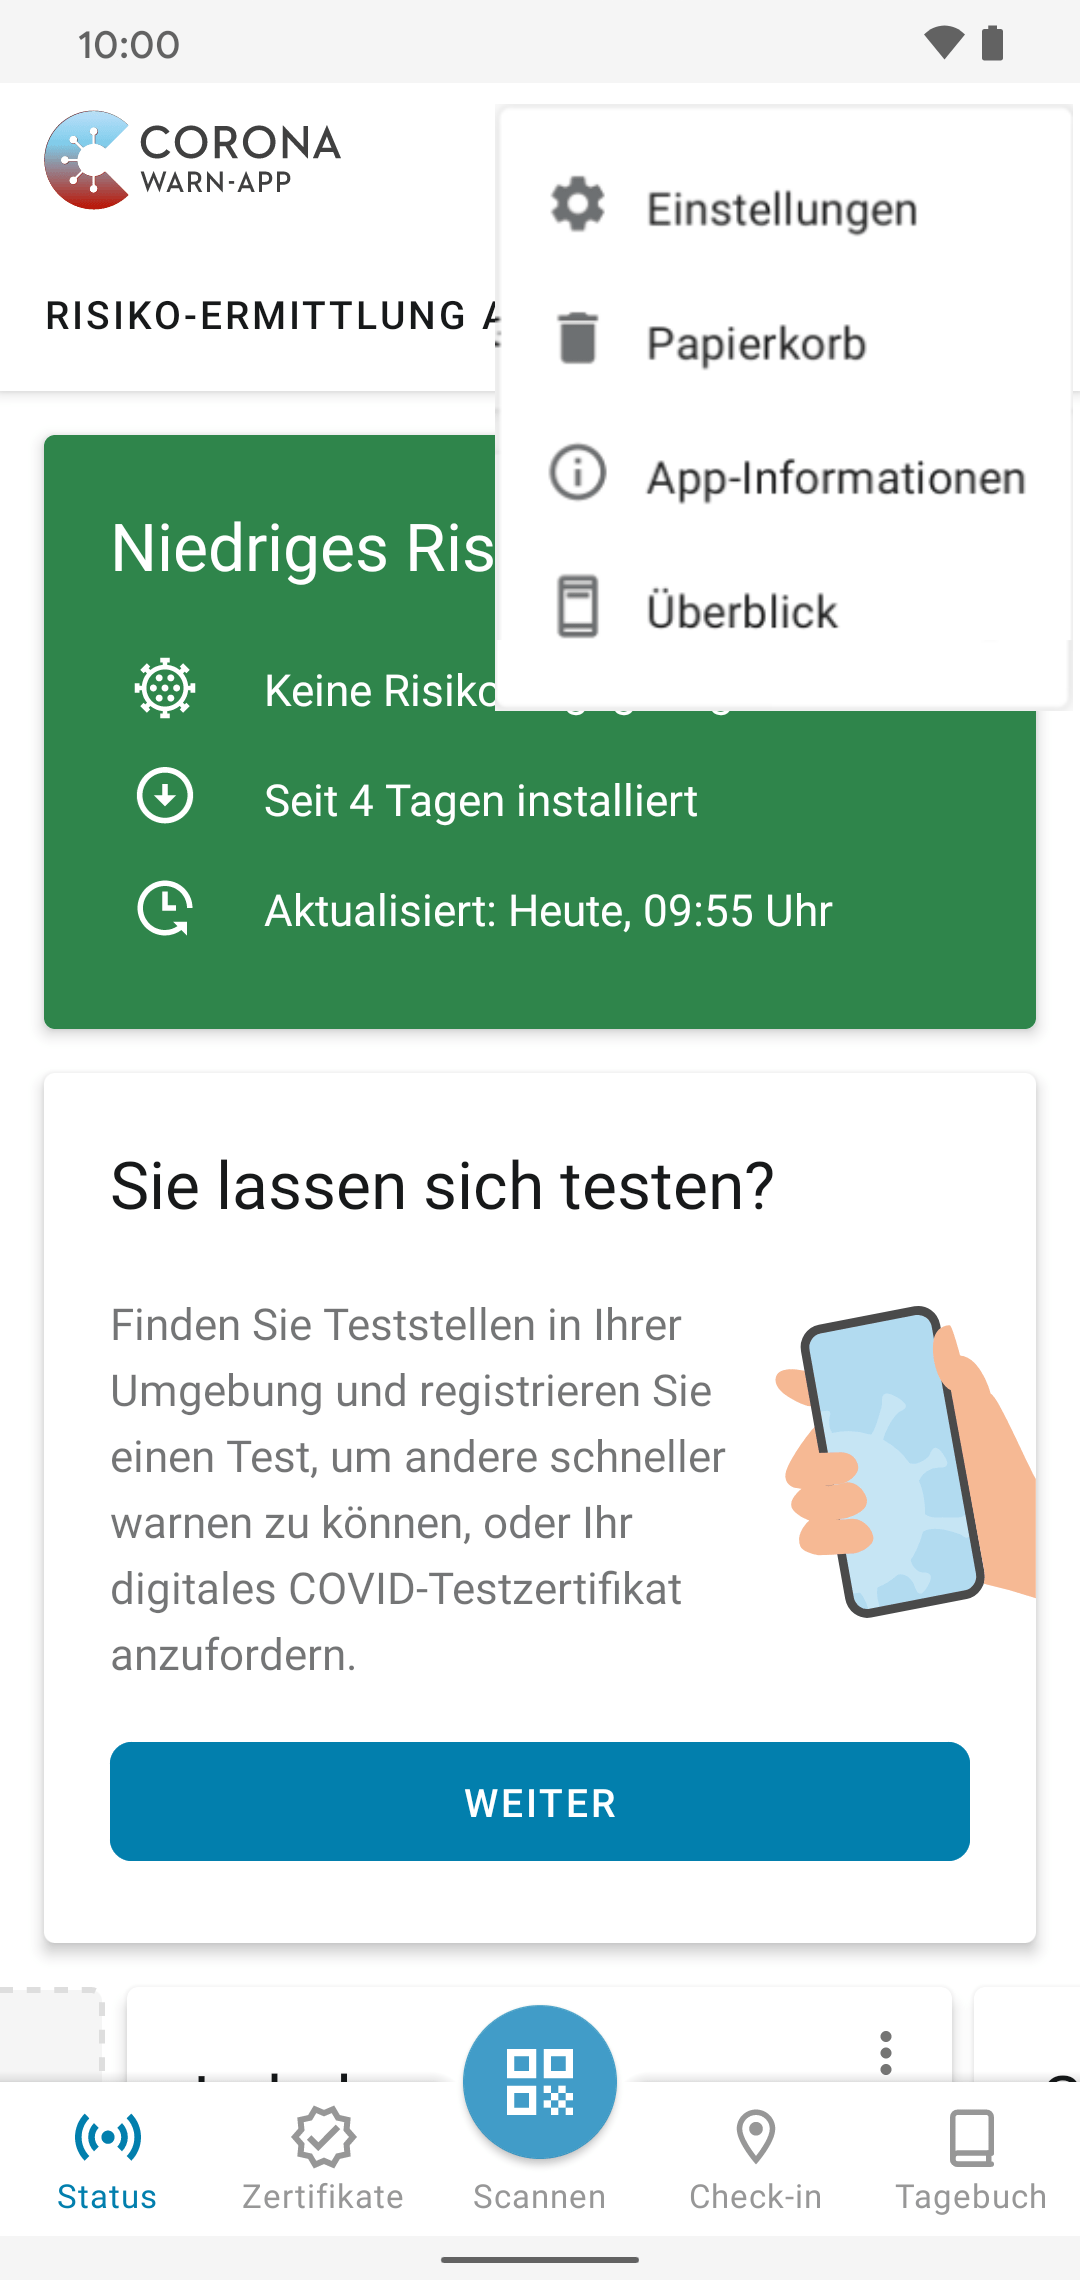 10:00
CORONA
WARN-APP
Einstellungen
Papierkorb
App-Informationen
Überblick
RISIKO-ERMITTLUNG
Niedriges
Keine
Seit 4 Tagen installiert
Aktualisiert: Heute, 09:55 Uhr
Sie lassen sich testen?
Finden Sie Teststellen in Ihrer
Umgebung und registrieren Sie
einen Test, um andere schneller
warnen zu können, oder Ihr
digitales COVID-Testzertifikat
anzufordern.
WEITER
Status
Zertifikate
Scannen
Check-in
Tagebuch